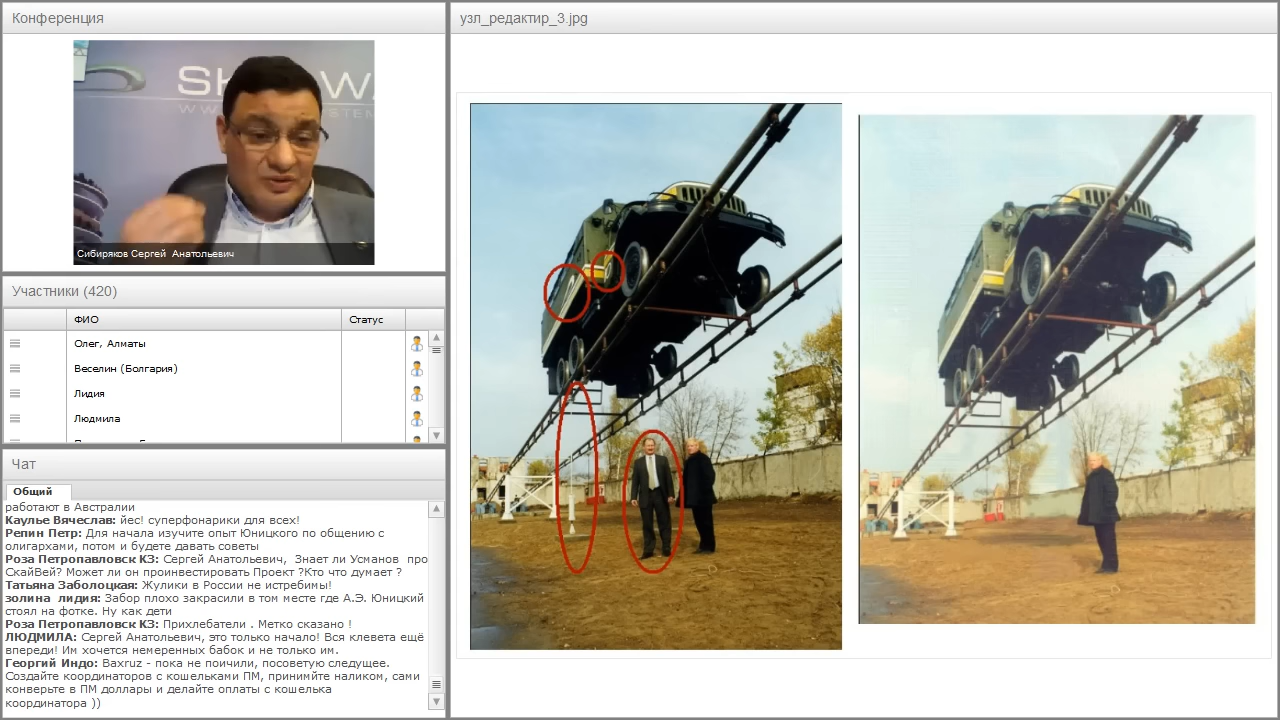 Конференция
SK W
WW
STEM
Сибиряков Сергей Анатольевич
Участники (420)
ФИО
Статус
Олег, Алматы
Веселин (Болгария)
Лидия
Людмила
Чат
Общий
работают в Австралии
Каулье Вячеслав: йес! суперфонарики для всех!
Репин Петр: Для начала изучите опыт Юницкого по общению с
олигархами, потом и будете давать советы
Роза Петропавловск КЗ: Сергей Анатольевич, Знает ли Усманов про
СкайВей? Может ли он проинвестировать Проект ?Кто что думает ?
Татьяна Заболоцкая: Жулики в России не истребимы!
золина лидия: Забор плохо закрасили в том месте где А.Э. Юницкий
стоял на фотке. Ну как дети
Роза Петропавловск КЗ: Прихлебатели . Метко сказано !
ЛЮДМИЛА: Сергей Анатольевич, это только начало! Вся клевета ещё
впереди! Им хочется немеренных бабок и не только им.
Георгий Индо: Baxruz - пока не поичили, посоветую следущее.
Создайте координаторов с кошельками ПМ, принимйте наликом, сами
конверьте в ПМ доллары и делайте оплаты с кошелька
координатора ))
узл_редактир_3.jpg